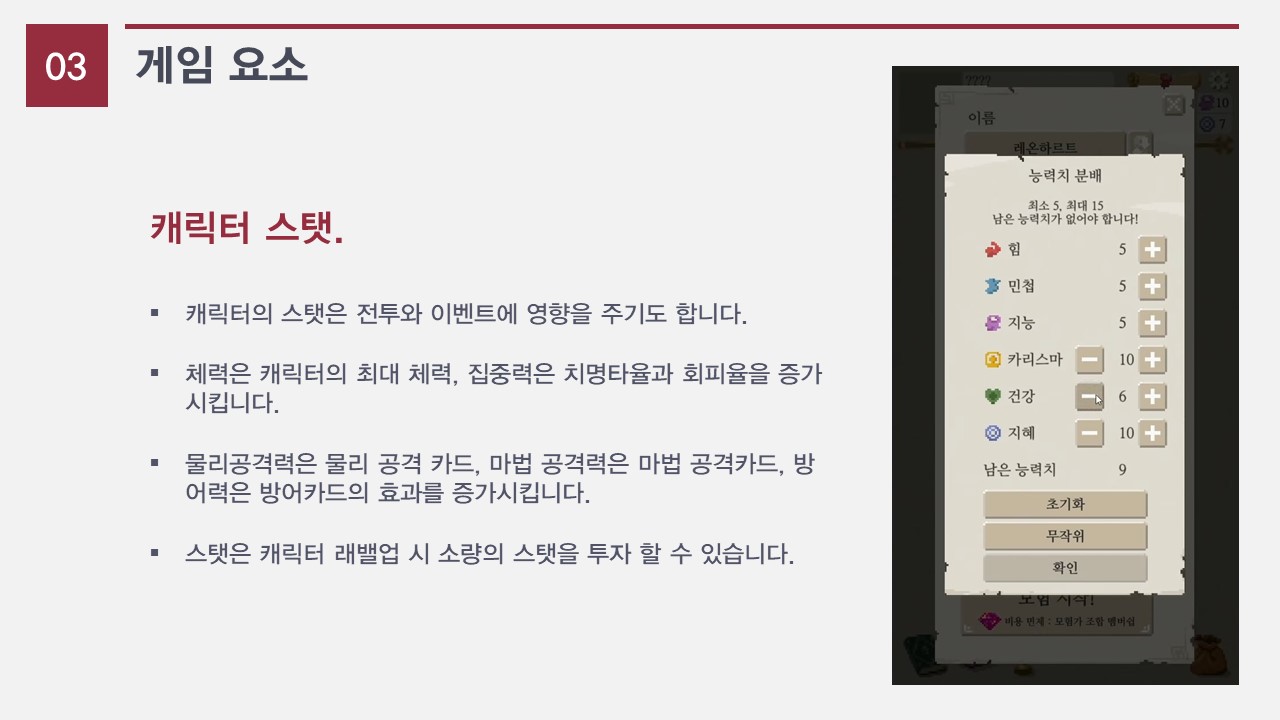 03
게임 요소
캐릭터 스탯.
▪ 캐릭터의 스탯은 전투와 이벤트에 영향을 주기도 합니다.
▪ 체력은 캐릭터의 최대 체력, 집중력은 치명타율과 회피율을 증가
시킵니다.
▪ 물리공격력은 물리 공격 카드, 마법 공격력은 마법 공격카드, 방
어력은 방어카드의 효과를 증가시킵니다.
▪ 스탯은 캐릭터 래밸업 시 소량의 스탯을 투자 할 수 있습니다.
????
10
7
이름
레온하르트
능력치 분배
최소 5, 최대 15
남은 능력치가 없어야 합니다!
힘 5
민첩 5
지능 5
카리스마 10
건강 6
지혜 10
남은 능력치 9
초기화
무작위
확인
모험 시작!
비용 면제 : 모험가 조합 멤버쉽